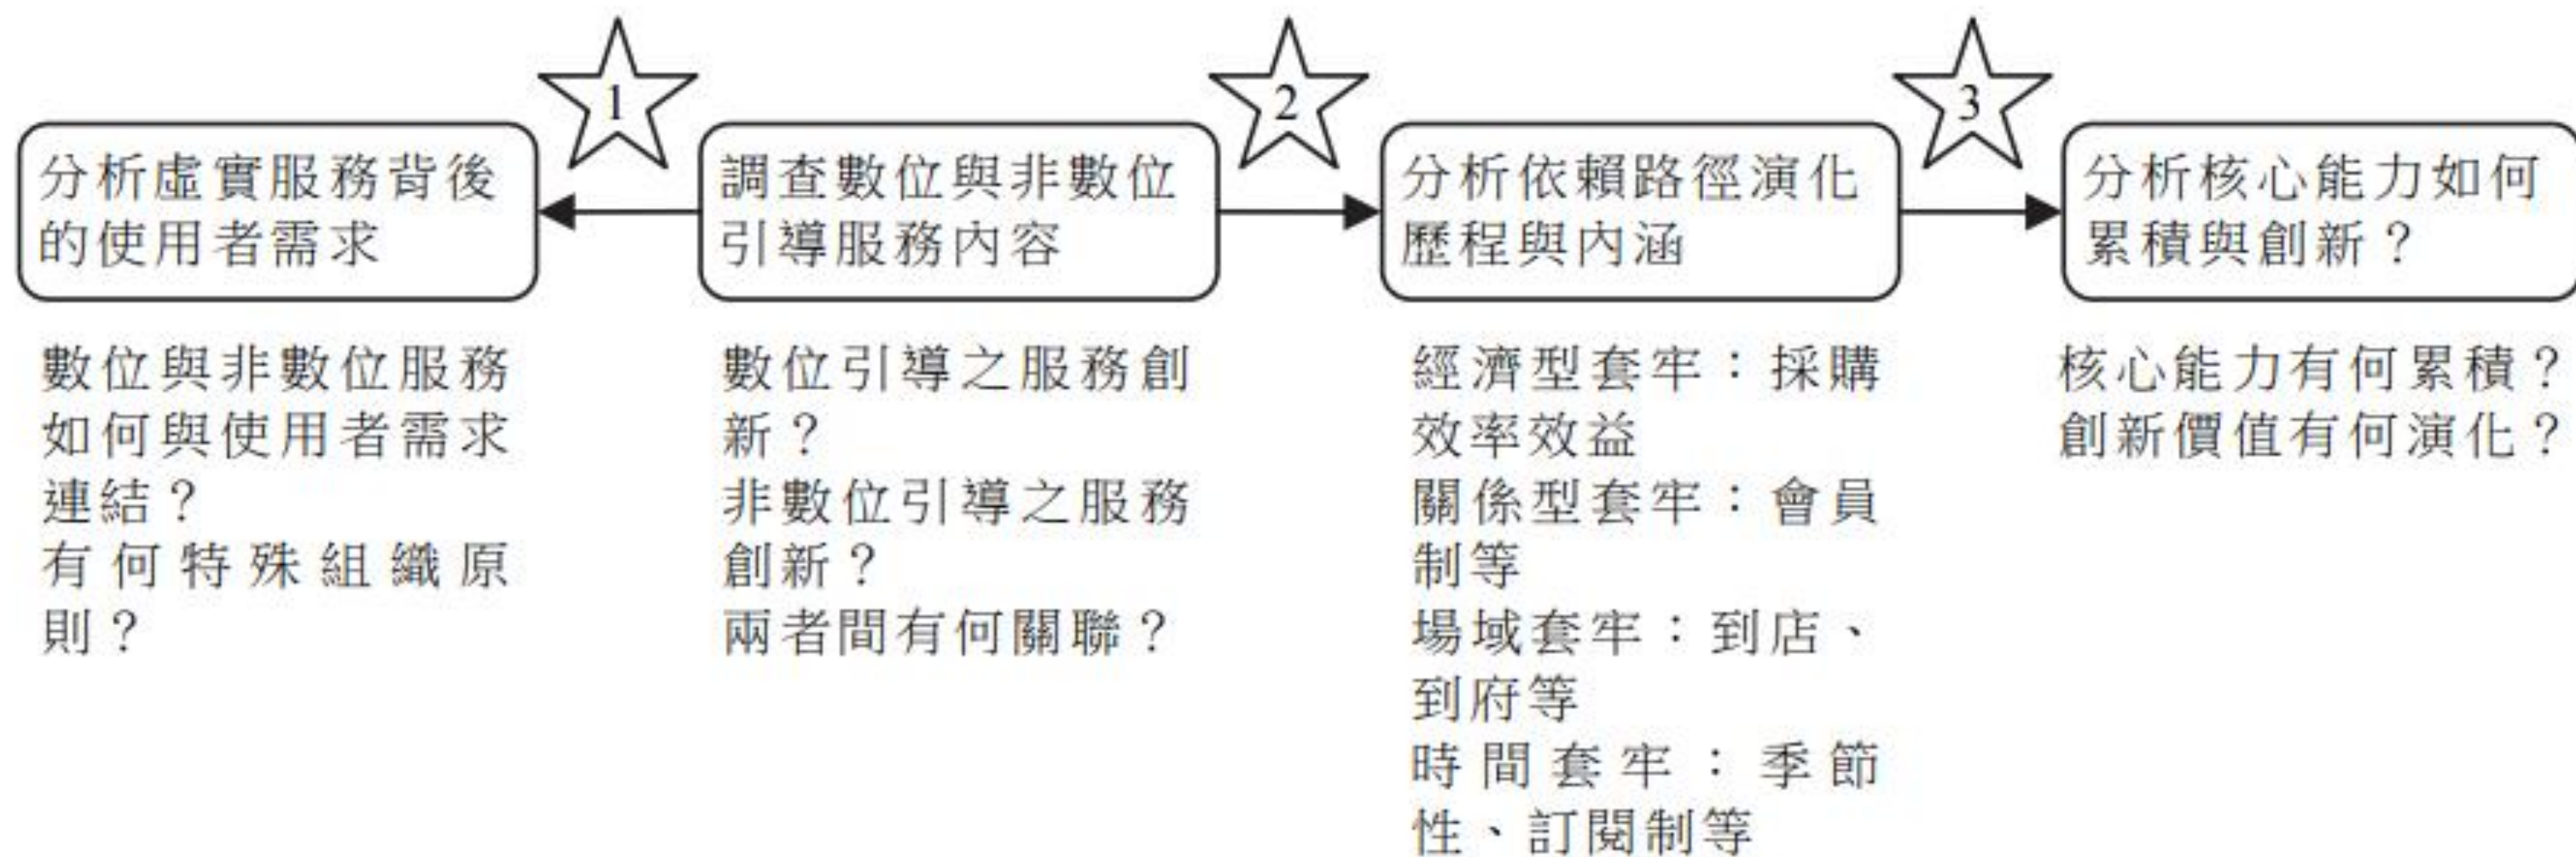 1
2
3
分析虛實服務背後
的使用者需求
調查數位與非數位
引導服務內容
分析依賴路徑演化
歷程與內涵
分析核心能力如何
累積與創新？
數位與非數位服務
如何與使用者需求
連結？
有何特殊組織原
則？
數位引導之服務創
新？
非數位引導之服務
創新？
兩者間有何關聯？
經濟型套牢：採購
效率效益
關係型套牢：會員
制等
場域套牢：到店、
到府等
時間套牢：季節
性、訂閱制等
核心能力有何累積？
創新價值有何演化？